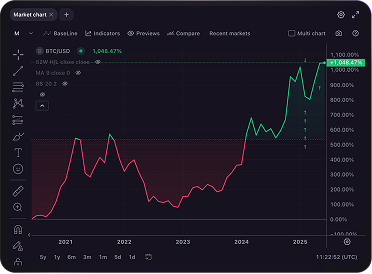 Market chart
M BaseLine Indicators Previews Compare Recent markets Multi chart
BTC/USD 1,048.47%
52W H/L close close
MA 9 close 0
BB 20 2
1,100.00%
+1,048.47%
1,000.00%
900.00%
800.00%
700.00%
600.00%
500.00%
400.00%
300.00%
200.00%
100.00%
0.00%
-100.00%
2021 2022 2023 2024 2025
5y 1y 6m 3m 1m 5d 1d
11:22:52 (UTC)